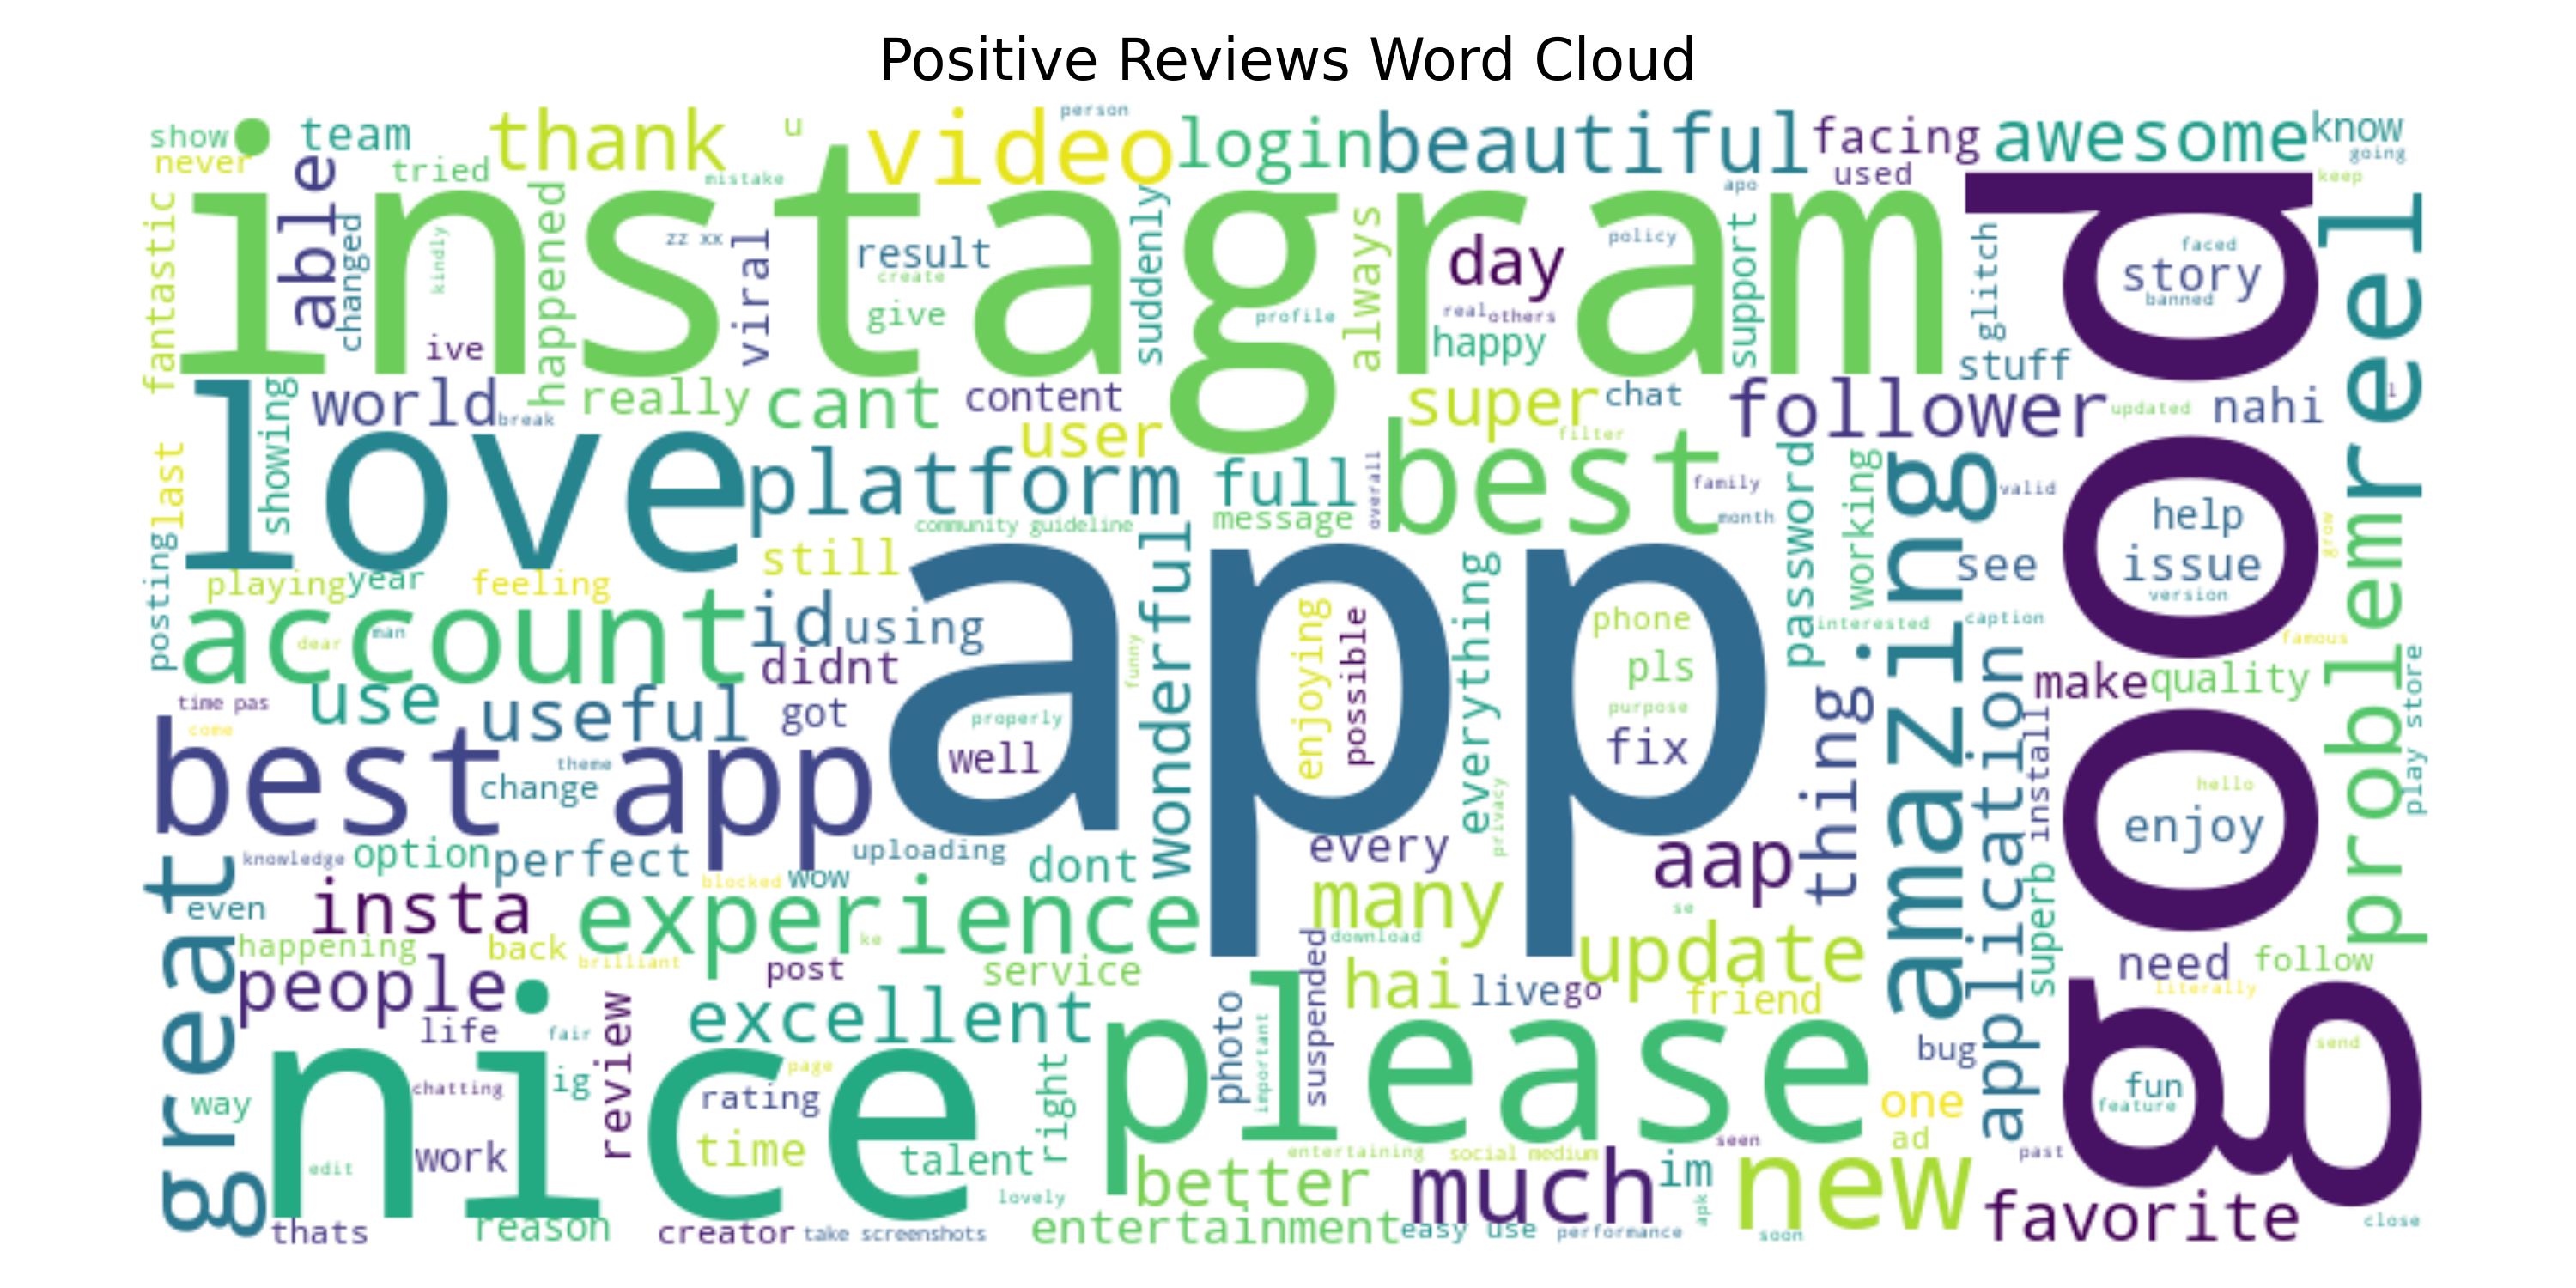 Positive Reviews Word Cloud
person
show team thank u video login beautiful facing awesome know
never tried mistake used going
able apo keep
instagram
fantastic changed kindly happened zz xx viral result create give suddenly profile always day policy real others happy support glitch
ive
good
story faced banned
reel
stuff
love
showing world break really cant content user super chat follower updated nahi l
filter
platform full message overall best family month password working valid
last posting
community guideline
still
help
issue
version
grow
see
amazing
app
playing year feeling
account
dear man
id using
didnt
funny
wonderful
enjoying possible
everything
phone
pls
purpose
fix
interested caption
famous
make quality
problem
play store
time pas
come
use useful got
properly
well
best app
theme
change
privacy
thing.
application
install
hello
enjoy
great
knowledge option perfect uploading dont every aap
blocked wow
even insta experience many superb
ke
se
happening back brilliant
download
suspended
update
people post service hai live go friend need follow
literally
life fair excellent photo important please bug
send
nice
chatting ig review page rating
way
right
fun
feature
one
ad
edit work time talent
seen past
entertaining social medium
better much im new
lovely
apk
favorite
thats reason creator take screenshots entertainment easy use performance soon close